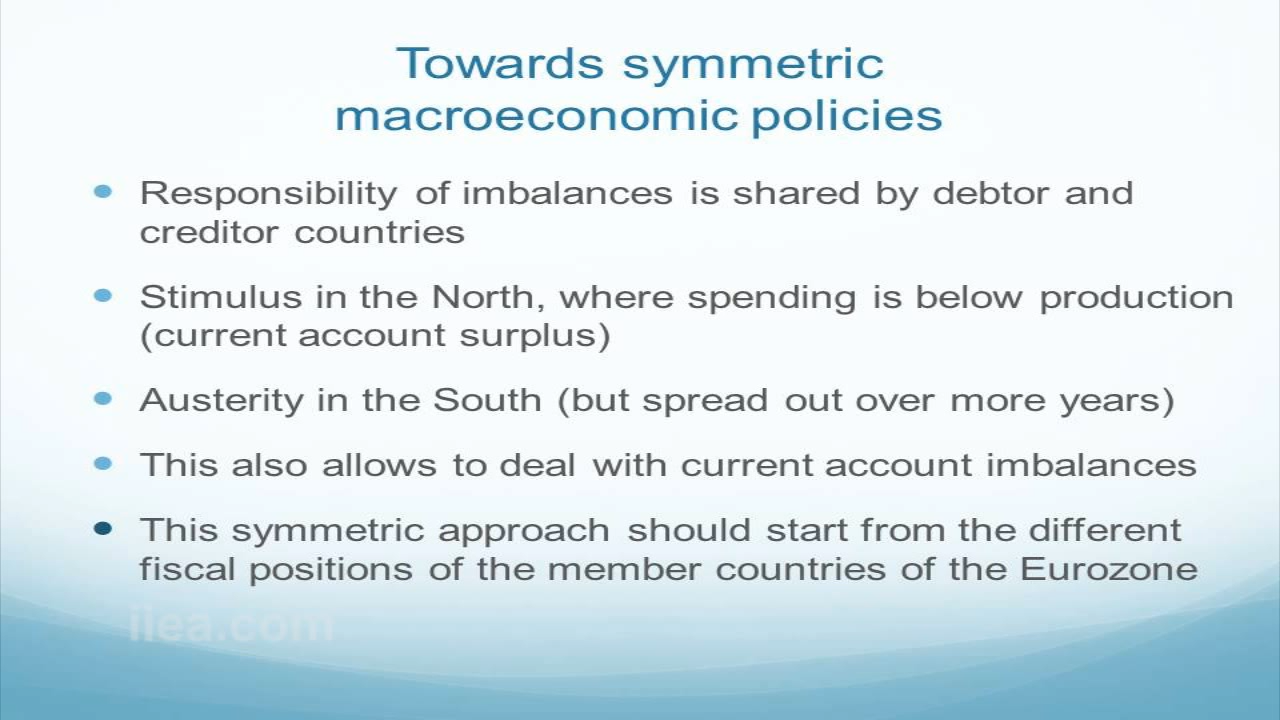 Towards symmetric
macroeconomic policies
• Responsibility of imbalances is shared by debtor and
creditor countries
• Stimulus in the North, where spending is below production
(current account surplus)
• Austerity in the South (but spread out over more years)
• This also allows to deal with current account imbalances
• This symmetric approach should start from the different
fiscal positions of the member countries of the Eurozone
iiea.com